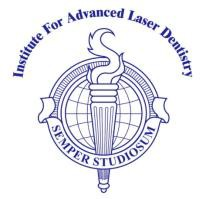 Institute For Advanced Laser Dentistry
SEMPER STUDIOSUM